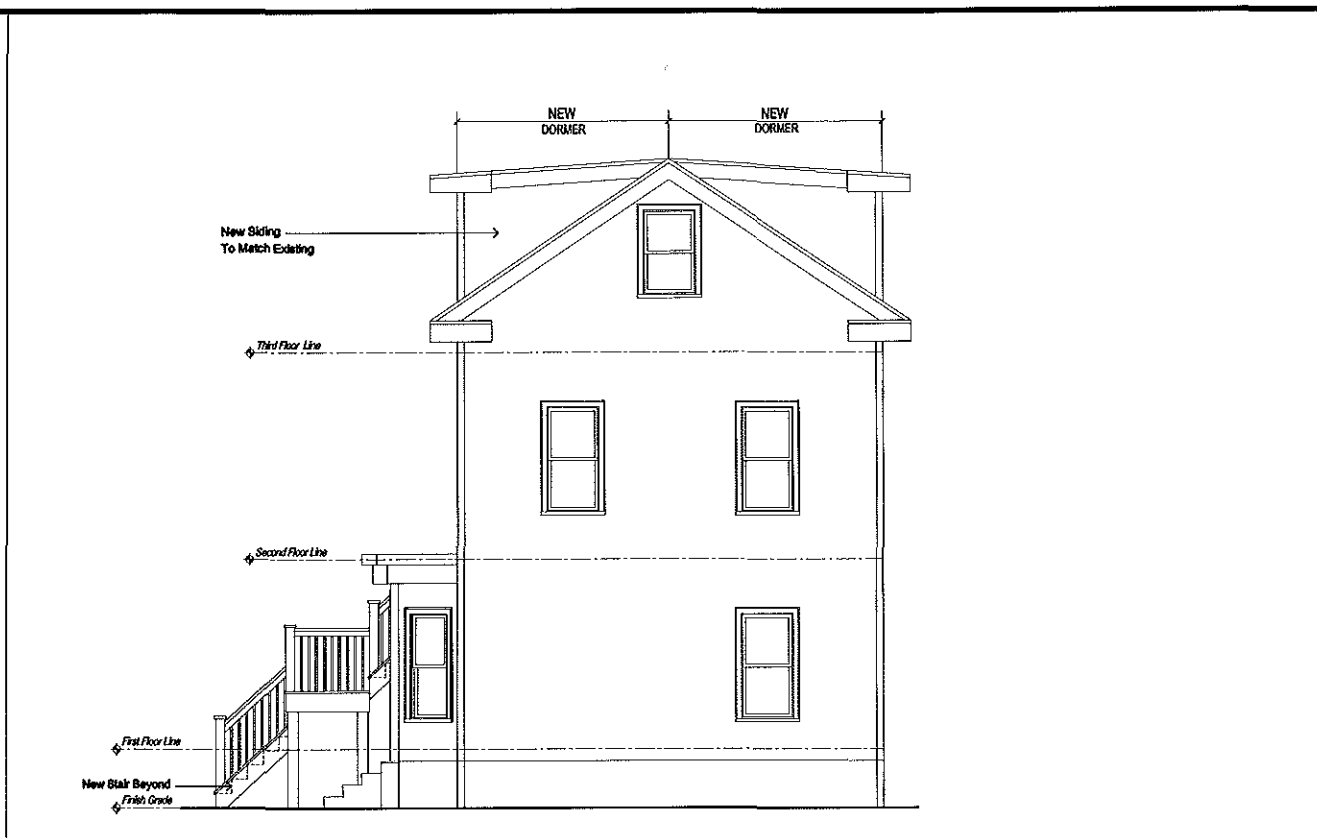 NEW
DORMER
NEW
DORMER
New Siding
To Match Existing
Third Floor Line
Second Floor Line
First Floor Line
New Stair Beyond
Finish Grade